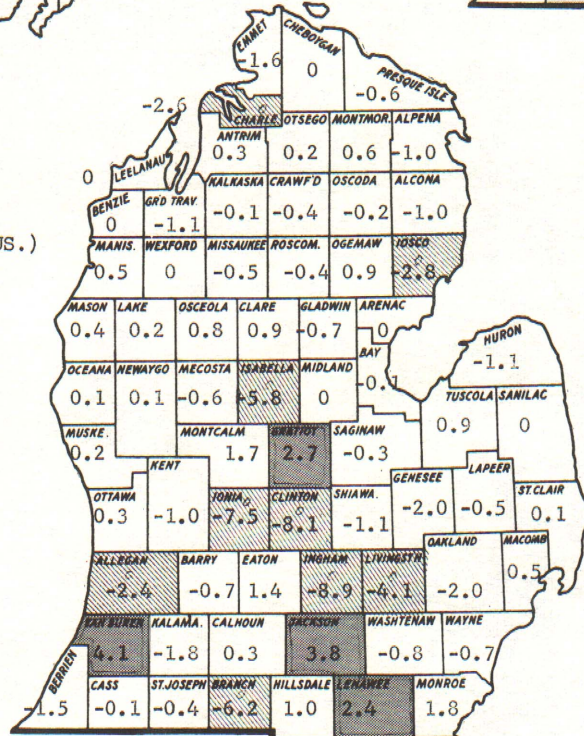 EMMET CHEBOYGAN
-1.6 0 PRESQUE ISLE
-0.6
-2.6 CHARLE. OTSEGO MONTMOR. ALPENA
ANTRIM
0.3 0.2 0.6 -1.0
0 LEELANAU KALKASKA CRAWF'D OSCODA ALCONA
BENZIE GR'D TRAV.
0 -1.1 -0.1 -0.4 -0.2 -1.0
US.)
MANIS. WEXFORD MISSAUKEE ROSCOM. OGEMAW IOSCO
0.5 0 -0.5 -0.4 0.9 -2.8
MASON LAKE OSCEOLA CLARE GLADWIN ARENAC
0.4 0.2 0.8 0.9 -0.7 0
HURON
-1.1
BAY
-0.1
OCEANA NEWAYGO MECOSTA ISABELLA MIDLAND
0.1 0.1 -0.6 -5.8 0
TUSCOLA SANILAC
0.9 0
MUSKE. MONTCALM GRATIOT SAGINAW
0.2 1.7 2.7 -0.3
KENT GENESEE LAPEER
OTTAWA IONIA CLINTON SHIAWA. ST.CLAIR
0.3 -1.0 -7.5 -8.1 -1.1 -2.0 -0.5 0.1
OAKLAND MACOMB
ALLEGAN BARRY EATON INGHAM LIVINGST'N
-2.4 -0.7 1.4 -8.9 -4.1 -2.0 0.5
VAN BUREN KALAMA. CALHOUN JACKSON WASHTENAW WAYNE
4.1 -1.8 0.3 3.8 -0.8 -0.7
BERRIEN CASS ST.JOSEPH BRANCH HILLSDALE LENAWEE MONROE
-1.5 -0.1 -0.4 -6.2 1.0 2.4 1.8